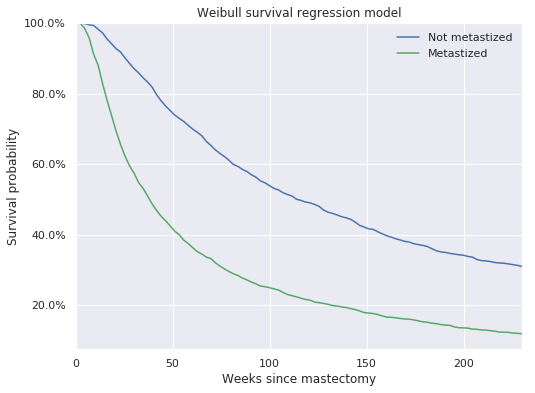 Weibull survival regression model
100.0%
80.0%
60.0%
40.0%
20.0%
Survival probability
Not metastized
Metastized
0 50 100 150 200
Weeks since mastectomy